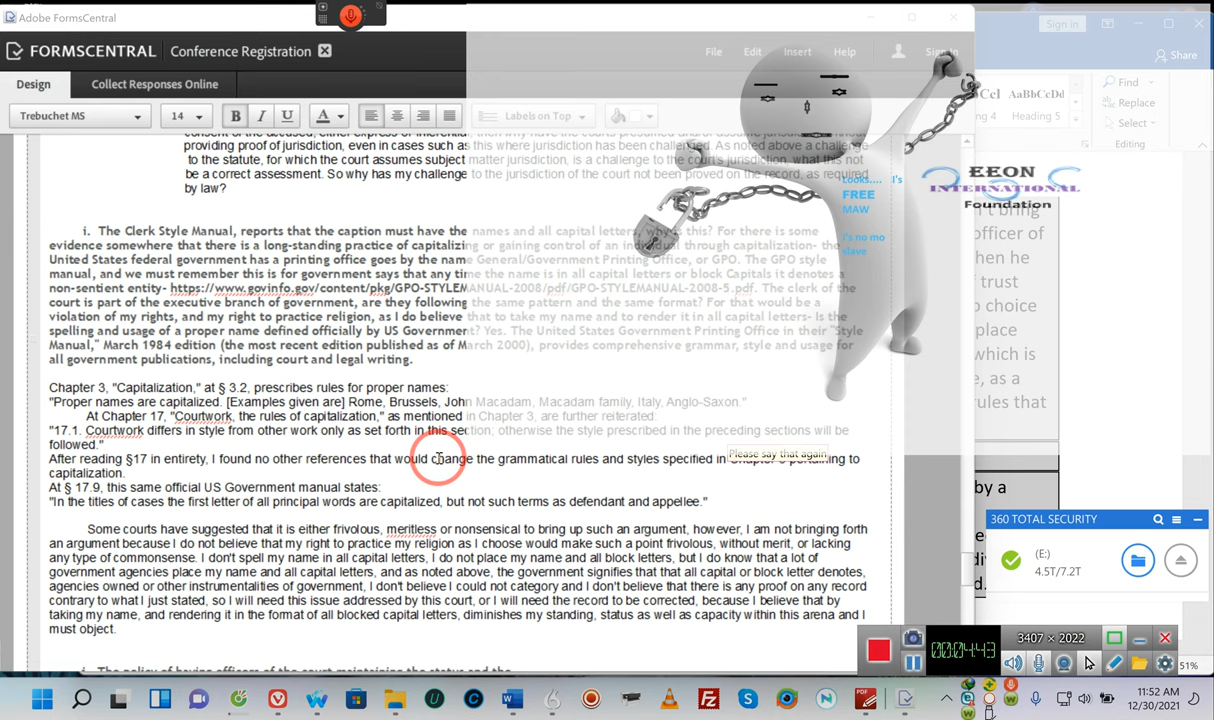 Adobe FormsCentral
Sign in
FORMSCENTRAL Conference Registration
File Edit Insert Help Sign In
Share
Design Collect Responses Online
Find
Replace
Select
Editing
AaBbCcDd
Heading 5
Trebuchet MS 14 B I U A Labels on Top
providing proof of jurisdiction, even in cases such as this where jurisdiction has been challenged. As noted above a challenge
to the statute, for which the court assumes subject matter jurisdiction, is a challenge to the court's jurisdiction, what this not
be a correct assessment. So why has my challenge to the jurisdiction of the court not been proved on the record, as required
by law?
Looks.... I's
FREE
MAW
I's no mo
slave
EEON
INTERNATIONAL
Foundation
i. The Clerk Style Manual, reports that the caption must have the names and all capital letters, why is this? For there is some
evidence somewhere that there is a long-standing practice of capitalizing or gaining control of an individual through capitalization- the
United States federal government has a printing office goes by the name General/Government Printing Office, or GPO. The GPO style
manual, and we must remember this is for government says that any time the name is in all capital letters or block Capitals it denotes a
non-sentient entity- https://www.govinfo.gov/content/pkg/GPO-STYLEMANUAL-2008/pdf/GPO-STYLEMANUAL-2008-5.pdf. The clerk of the
court is part of the executive branch of government, are they following the same pattern and the same format? For that would be a
violation of my rights, and my right to practice religion, as I do believe that to take my name and to render it in all capital letters- Is the
spelling and usage of a proper name defined officially by US Government? Yes. The United States Government Printing Office in their "Style
Manual," March 1984 edition (the most recent edition published as of March 2000), provides comprehensive grammar, style and usage for
all government publications, including court and legal writing.
Chapter 3, "Capitalization," at § 3.2, prescribes rules for proper names:
"Proper names are capitalized. [Examples given are] Rome, Brussels, John Macadam, Macadam family, Italy, Anglo-Saxon."
At Chapter 17, "Courtwork, the rules of capitalization," as mentioned in Chapter 3, are further reiterated:
"17.1. Courtwork differs in style from other work only as set forth in this section; otherwise the style prescribed in the preceding sections will be
followed."
After reading §17 in entirety, I found no other references that would change the grammatical rules and styles specified in Chapter 3 pertaining to
capitalization.
Please say that again
At § 17.9, this same official US Government manual states:
"In the titles of cases the first letter of all principal words are capitalized, but not such terms as defendant and appellee."
Some courts have suggested that it is either frivolous, meritless or nonsensical to bring up such an argument, however, I am not bringing forth
an argument because I do not believe that my right to practice my religion as I choose would make such a point frivolous, without merit, or lacking
any type of commonsense. I don't spell my name in all capital letters, I do not place my name and all block letters, but I do know that a lot of
government agencies place my name and all capital letters, and as noted above, the government signifies that that all capital or block letter denotes,
agencies owned or other instrumentalities of government, I don't believe I could not category and I don't believe that there is any proof on any record
contrary to what I just stated, so I will need this issue addressed by this court, or I will need the record to be corrected, because I believe that by
taking my name, and rendering it in the format of all blocked capital letters, diminishes my standing, status as well as capacity within this arena and I
must object.
't bring
officer of
hen he
f trust
o choice
place
which is
e, as a
rules that
by a
360 TOTAL SECURITY
(E:)
4.5T/7.2T
00:04:43
3407 × 2022
51%
11:52 AM
12/30/2021